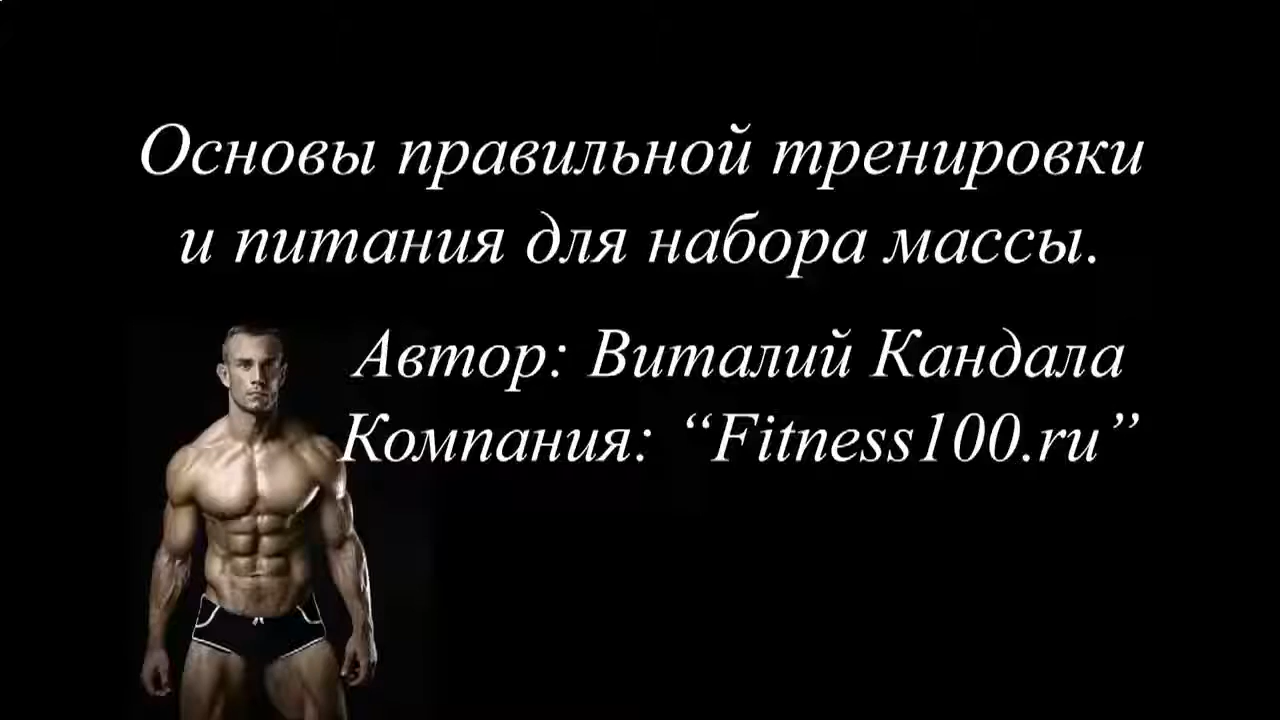 Основы правильной тренировки
и питания для набора массы.
Автор: Виталий Кандала
Компания: “Fitness100.ru”